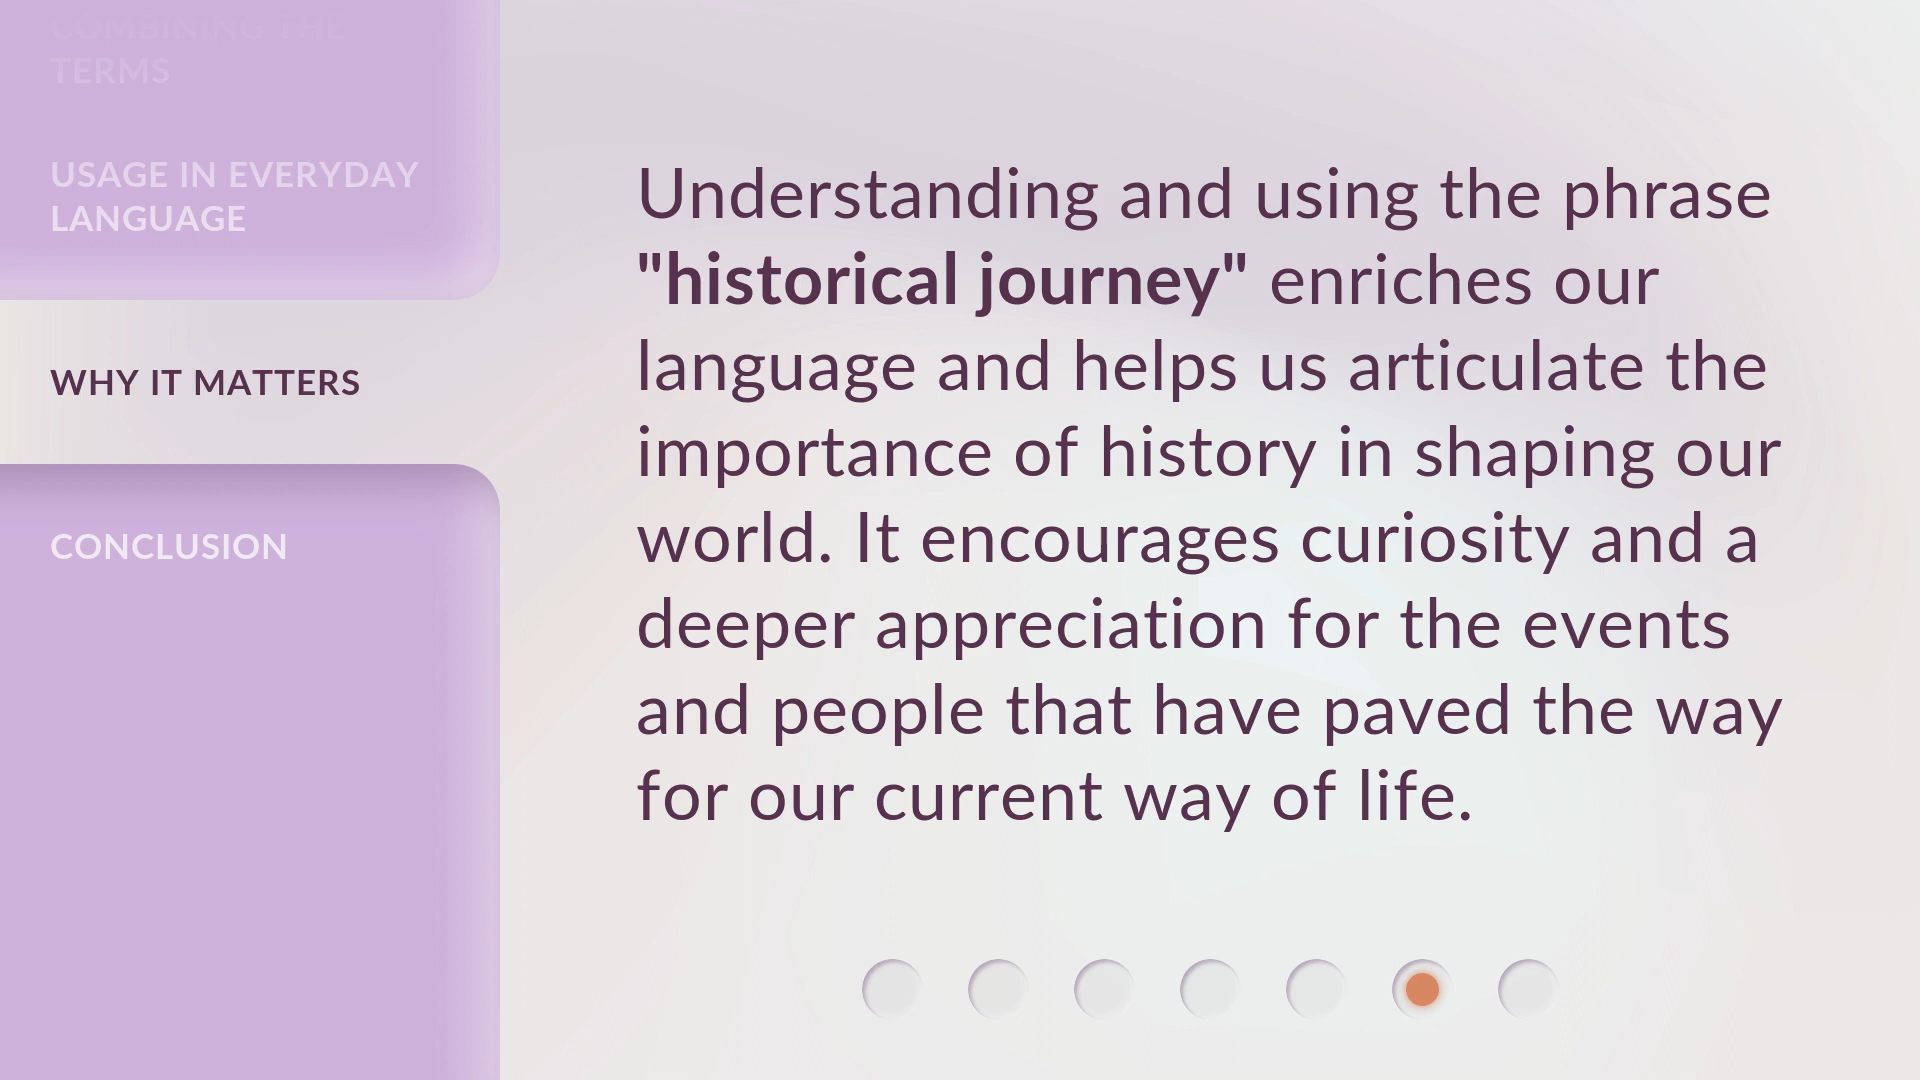 COMBINING THE
TERMS
USAGE IN EVERYDAY
LANGUAGE
WHY IT MATTERS
CONCLUSION
Understanding and using the phrase
"historical journey" enriches our
language and helps us articulate the
importance of history in shaping our
world. It encourages curiosity and a
deeper appreciation for the events
and people that have paved the way
for our current way of life.